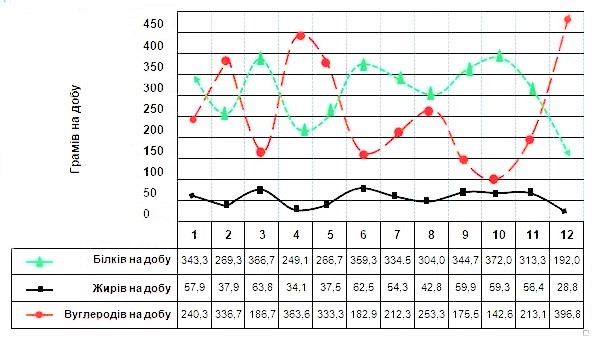 450
400
350
300
250
200
150
100
50
0
Грамів на добу
1 2 3 4 5 6 7 8 9 10 11 12
Білків на добу 343,3 269,3 366,7 249,1 266,7 359,3 334,5 304,0 344,7 372,0 313,3 192,0
Жирів на добу 57,9 37,9 63,8 34,1 37,5 62,5 54,3 42,8 59,9 59,3 56,4 28,8
Вуглеродів на добу 240,3 336,7 186,7 363,6 333,3 182,9 212,3 253,3 175,5 142,6 213,1 396,8